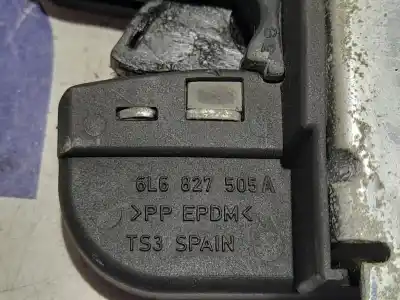 6L6 827 505 A
>PP EPDM<
TS3 SPAIN